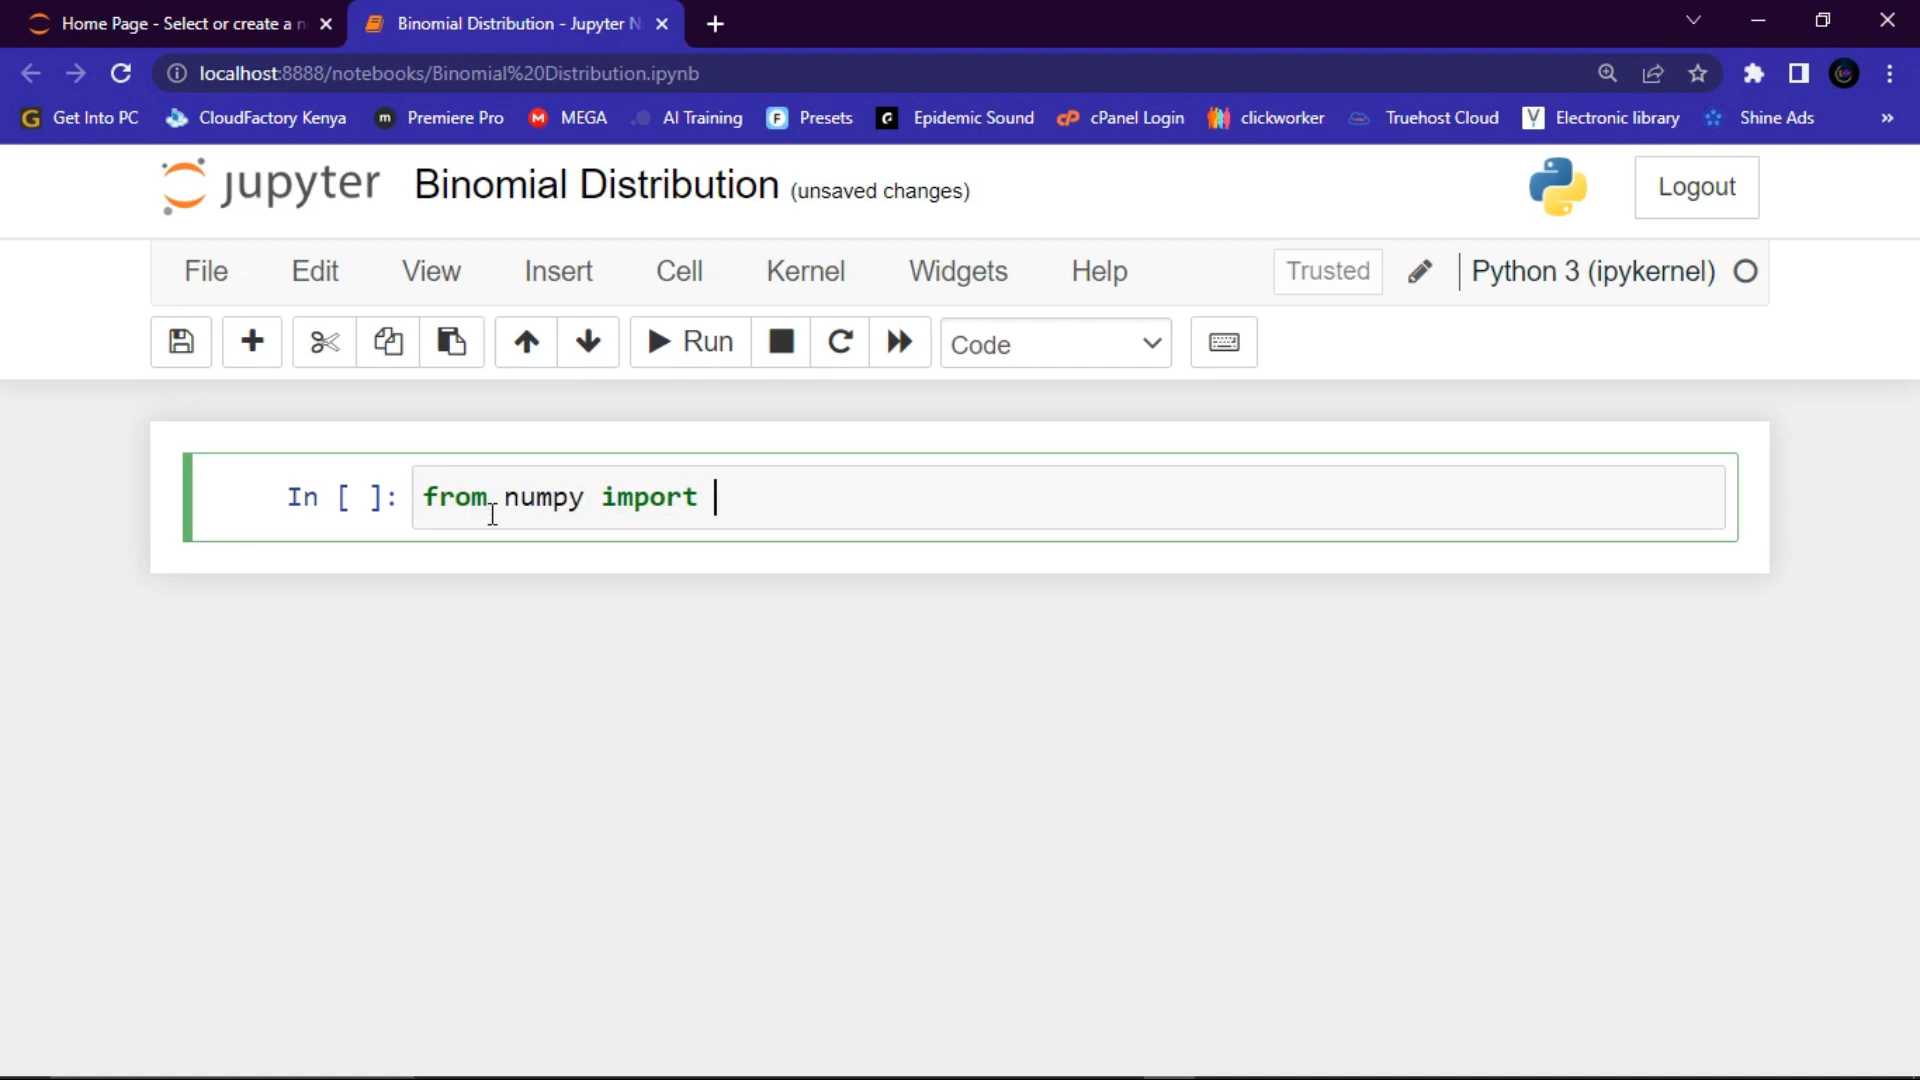 Home Page - Select or create a n
Binomial Distribution - Jupyter N
localhost:8888/notebooks/Binomial%20Distribution.ipynb
G Get Into PC CloudFactory Kenya m Premiere Pro M MEGA AI Training F Presets Epidemic Sound cP cPanel Login clickworker Truehost Cloud V Electronic library Shine Ads »
jupyter Binomial Distribution (unsaved changes) Logout
File Edit View Insert Cell Kernel Widgets Help Trusted Python 3 (ipykernel)
Run Code
In [ ]: from numpy import